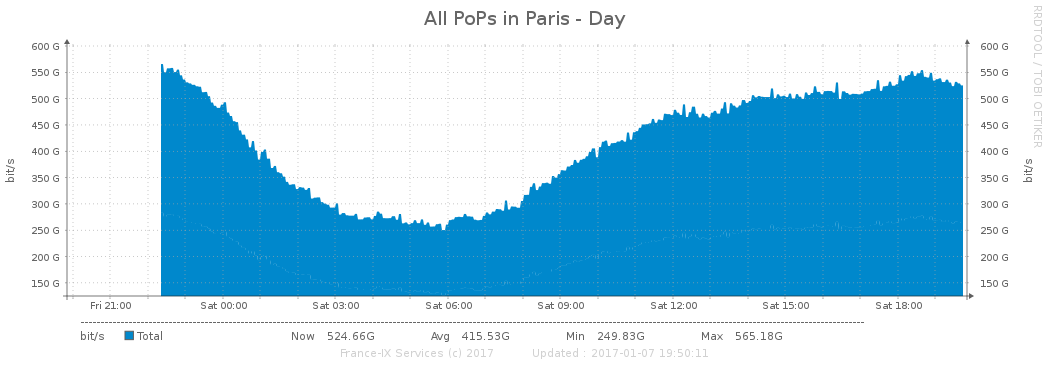 All PoPs in Paris - Day
RRDTOOL / TOBI OETIKER
bit/s
600 G 600 G
550 G 550 G
500 G 500 G
450 G 450 G
400 G 400 G
350 G 350 G
300 G 300 G
250 G 250 G
200 G 200 G
150 G 150 G
bit/s
Fri 21:00 Sat 00:00 Sat 03:00 Sat 06:00 Sat 09:00 Sat 12:00 Sat 15:00 Sat 18:00
bit/s Total Now 524.66G Avg 415.53G Min 249.83G Max 565.18G
France-IX Services (c) 2017 Updated : 2017-01-07 19:50:11